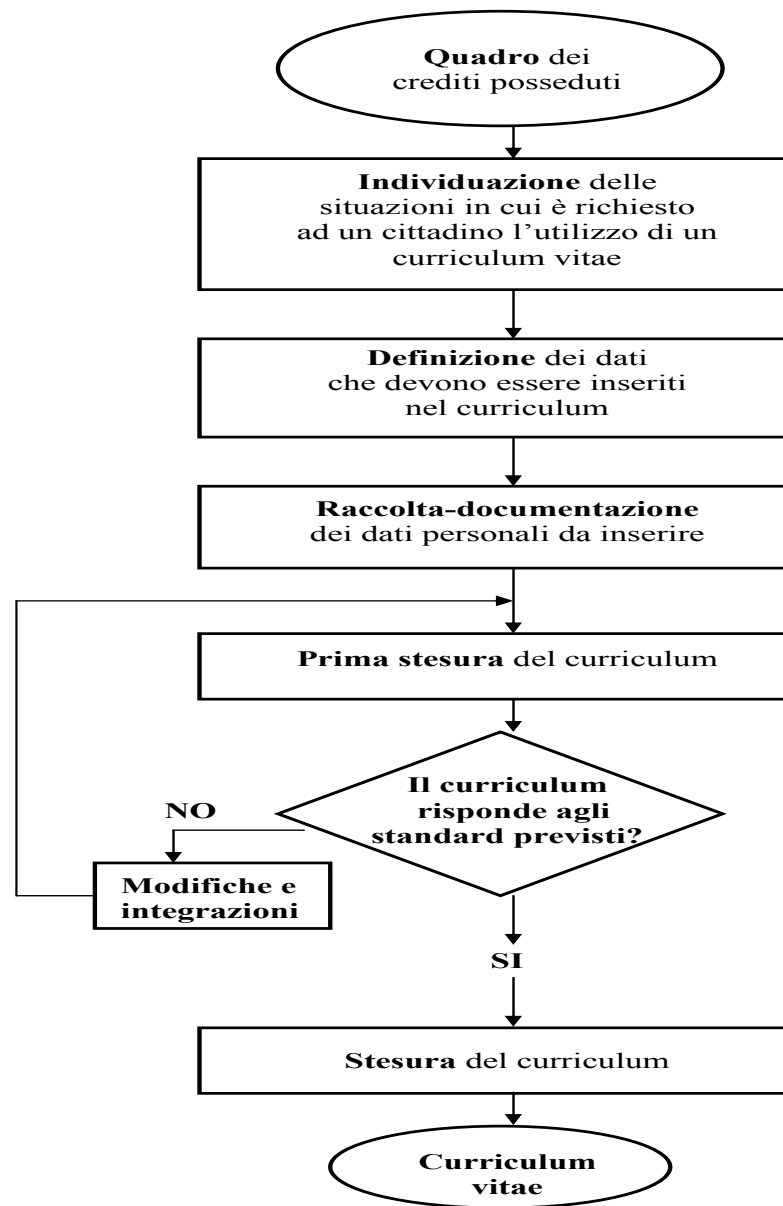 Quadro dei
crediti posseduti
Individuazione delle
situazioni in cui è richiesto
ad un cittadino l'utilizzo di un
curriculum vitae
Definizione dei dati
che devono essere inseriti
nel curriculum
Raccolta-documentazione
dei dati personali da inserire
Prima stesura del curriculum
Il curriculum
risponde agli
standard previsti?
NO
Modifiche e
integrazioni
SI
Stesura del curriculum
Curriculum
vitae